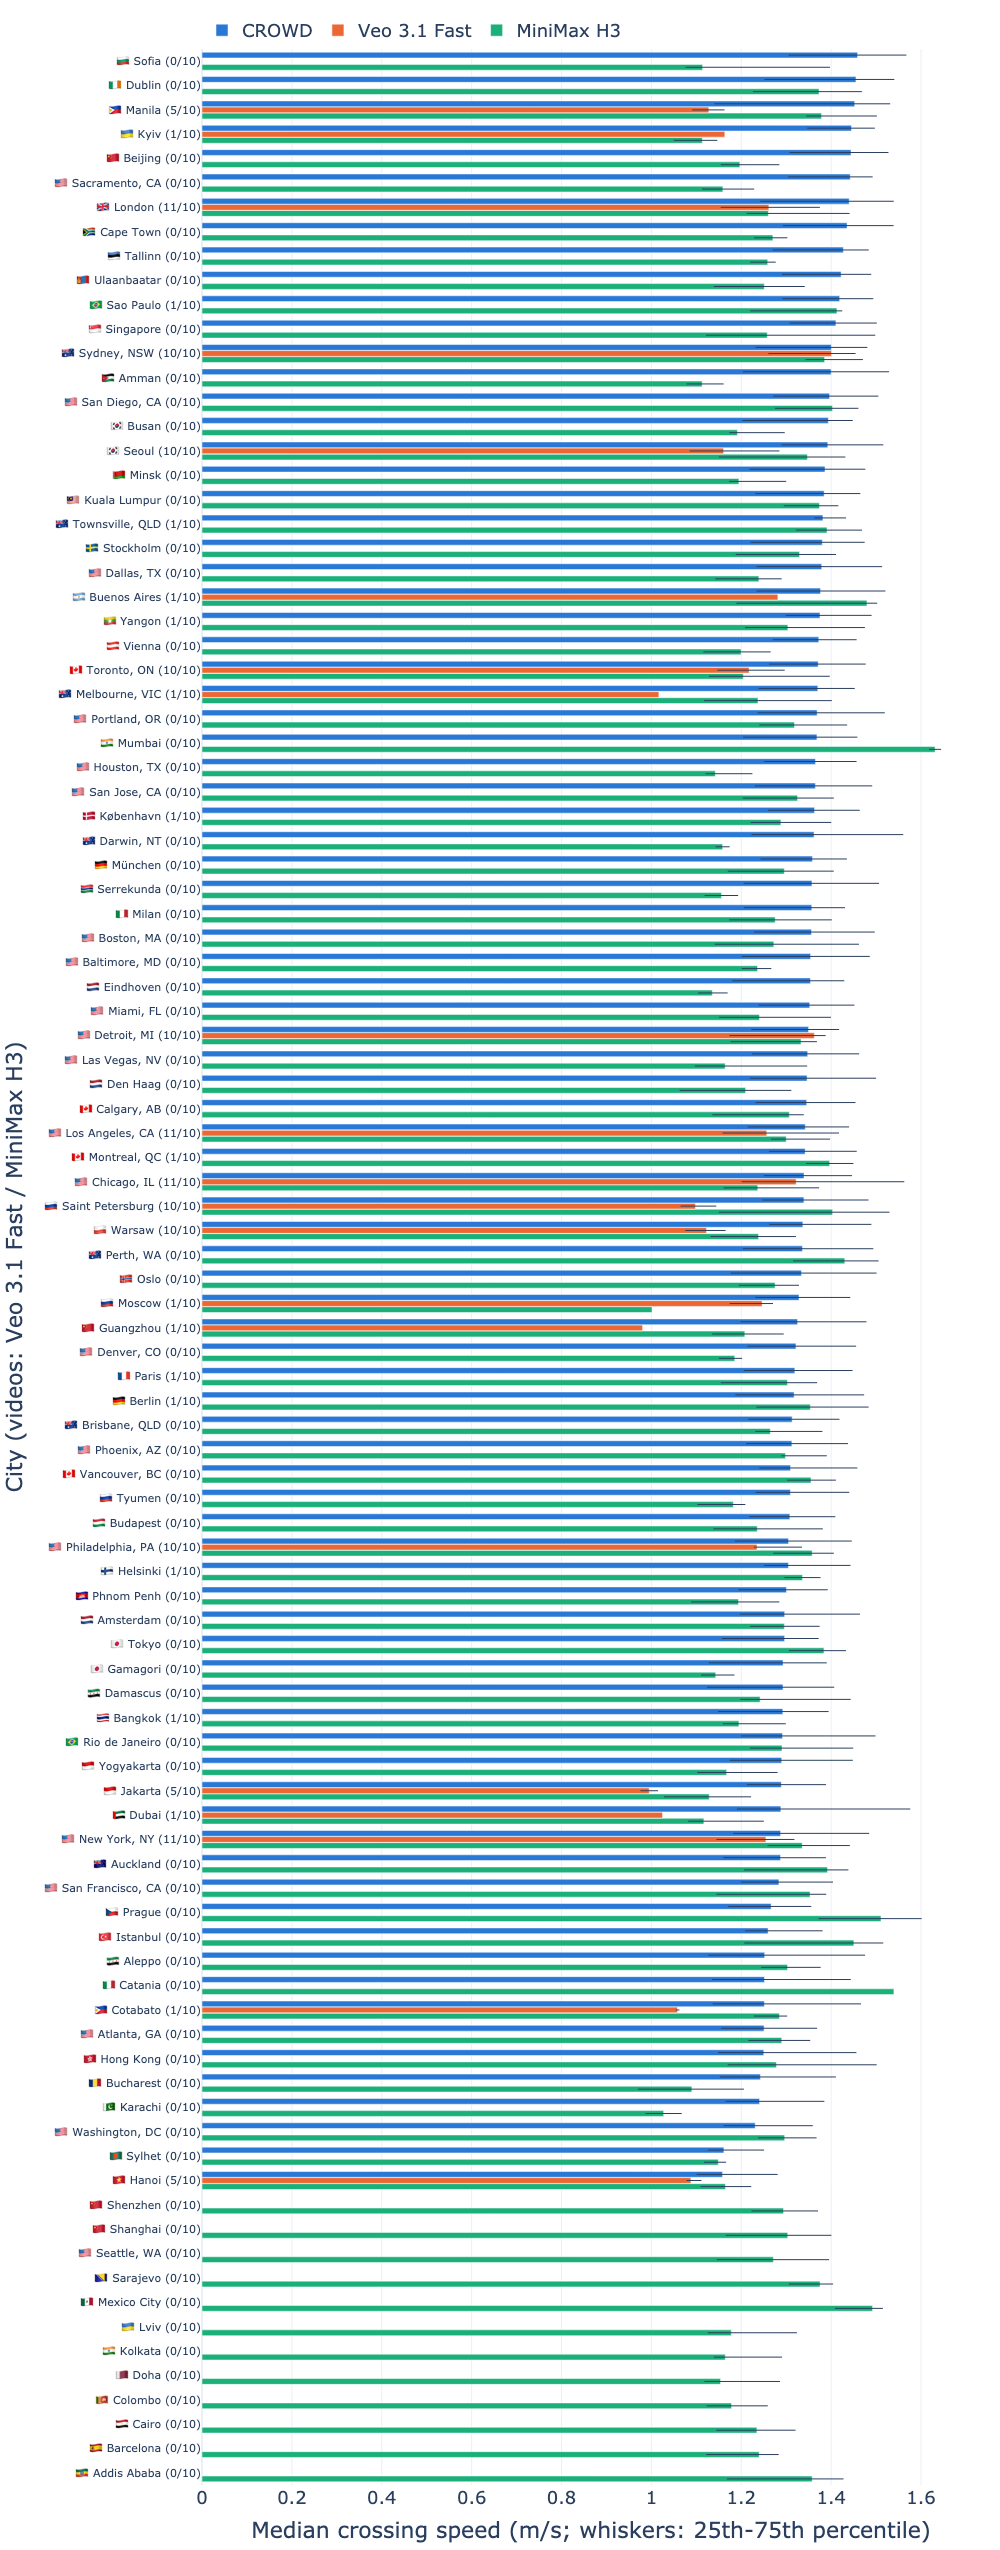 CROWD Veo 3.1 Fast MiniMax H3
Sofia (0/10)
Dublin (0/10)
Manila (5/10)
Kyiv (1/10)
Beijing (0/10)
Sacramento, CA (0/10)
London (11/10)
Cape Town (0/10)
Tallinn (0/10)
Ulaanbaatar (0/10)
Sao Paulo (1/10)
Singapore (0/10)
Sydney, NSW (10/10)
Amman (0/10)
San Diego, CA (0/10)
Busan (0/10)
Seoul (10/10)
Minsk (0/10)
Kuala Lumpur (0/10)
Townsville, QLD (1/10)
Stockholm (0/10)
Dallas, TX (0/10)
Buenos Aires (1/10)
Yangon (1/10)
Vienna (0/10)
Toronto, ON (10/10)
Melbourne, VIC (1/10)
Portland, OR (0/10)
Mumbai (0/10)
Houston, TX (0/10)
San Jose, CA (0/10)
København (1/10)
Darwin, NT (0/10)
München (0/10)
Serrekunda (0/10)
Milan (0/10)
Boston, MA (0/10)
Baltimore, MD (0/10)
Eindhoven (0/10)
Miami, FL (0/10)
Detroit, MI (10/10)
Las Vegas, NV (0/10)
Den Haag (0/10)
Calgary, AB (0/10)
Los Angeles, CA (11/10)
Montreal, QC (1/10)
Chicago, IL (11/10)
Saint Petersburg (10/10)
Warsaw (10/10)
Perth, WA (0/10)
Oslo (0/10)
Moscow (1/10)
Guangzhou (1/10)
Denver, CO (0/10)
Paris (1/10)
Berlin (1/10)
Brisbane, QLD (0/10)
Phoenix, AZ (0/10)
Vancouver, BC (0/10)
Tyumen (0/10)
Budapest (0/10)
Philadelphia, PA (10/10)
Helsinki (1/10)
Phnom Penh (0/10)
Amsterdam (0/10)
Tokyo (0/10)
Gamagori (0/10)
Damascus (0/10)
Bangkok (1/10)
Rio de Janeiro (0/10)
Yogyakarta (0/10)
Jakarta (5/10)
Dubai (1/10)
New York, NY (11/10)
Auckland (0/10)
San Francisco, CA (0/10)
Prague (0/10)
Istanbul (0/10)
Aleppo (0/10)
Catania (0/10)
Cotabato (1/10)
Atlanta, GA (0/10)
Hong Kong (0/10)
Bucharest (0/10)
Karachi (0/10)
Washington, DC (0/10)
Sylhet (0/10)
Hanoi (5/10)
Shenzhen (0/10)
Shanghai (0/10)
Seattle, WA (0/10)
Sarajevo (0/10)
Mexico City (0/10)
Lviv (0/10)
Kolkata (0/10)
Doha (0/10)
Colombo (0/10)
Cairo (0/10)
Barcelona (0/10)
Addis Ababa (0/10)
0 0.2 0.4 0.6 0.8 1 1.2 1.4 1.6
Median crossing speed (m/s; whiskers: 25th-75th percentile)
City (videos: Veo 3.1 Fast / MiniMax H3)